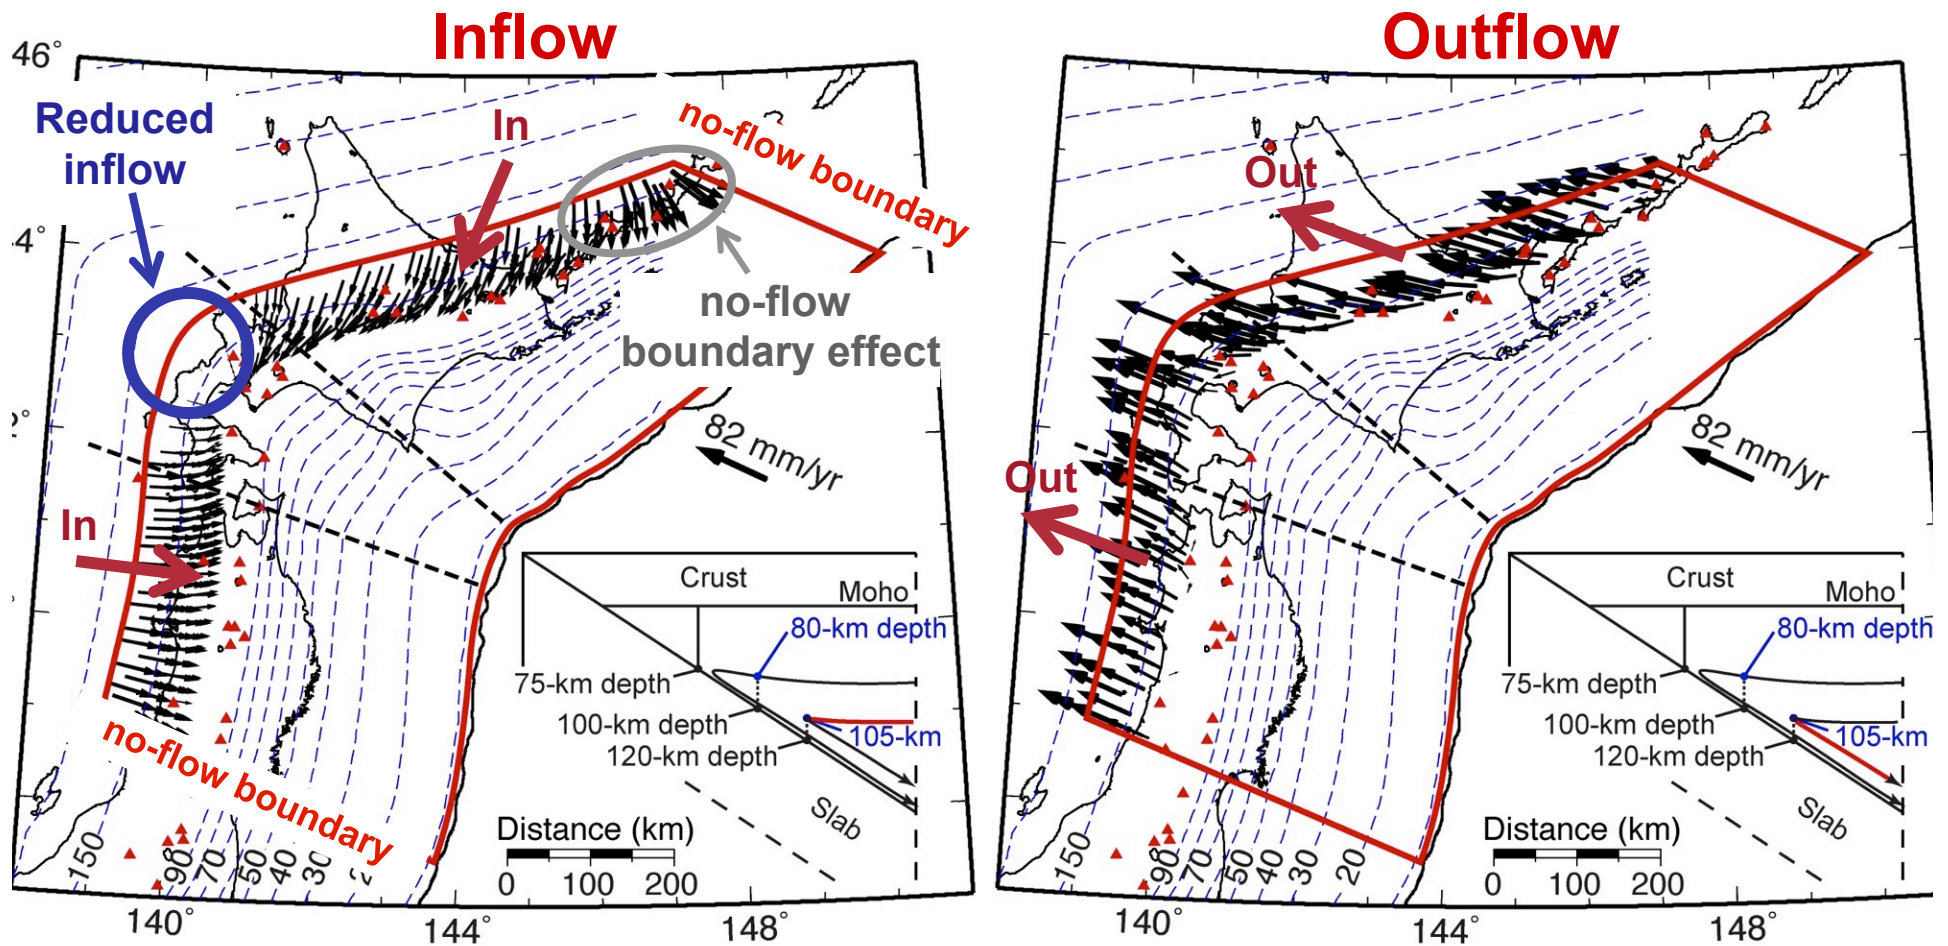 Inflow
46°
Reduced
inflow
In
no-flow boundary
4°
no-flow
boundary effect
2°
82 mm/yr
In
Crust
Moho
80-km depth
75-km depth
100-km depth
105-km
120-km depth
no-flow boundary
Slab
Distance (km)
0 100 200
150 90 70 50 40 30
140° 144° 148°
Outflow
Out
82 mm/yr
Out
Crust
Moho
80-km depth
75-km depth
100-km depth
105-km
120-km depth
Slab
Distance (km)
0 100 200
150 90 70 50 40 30 20
140° 144° 148°